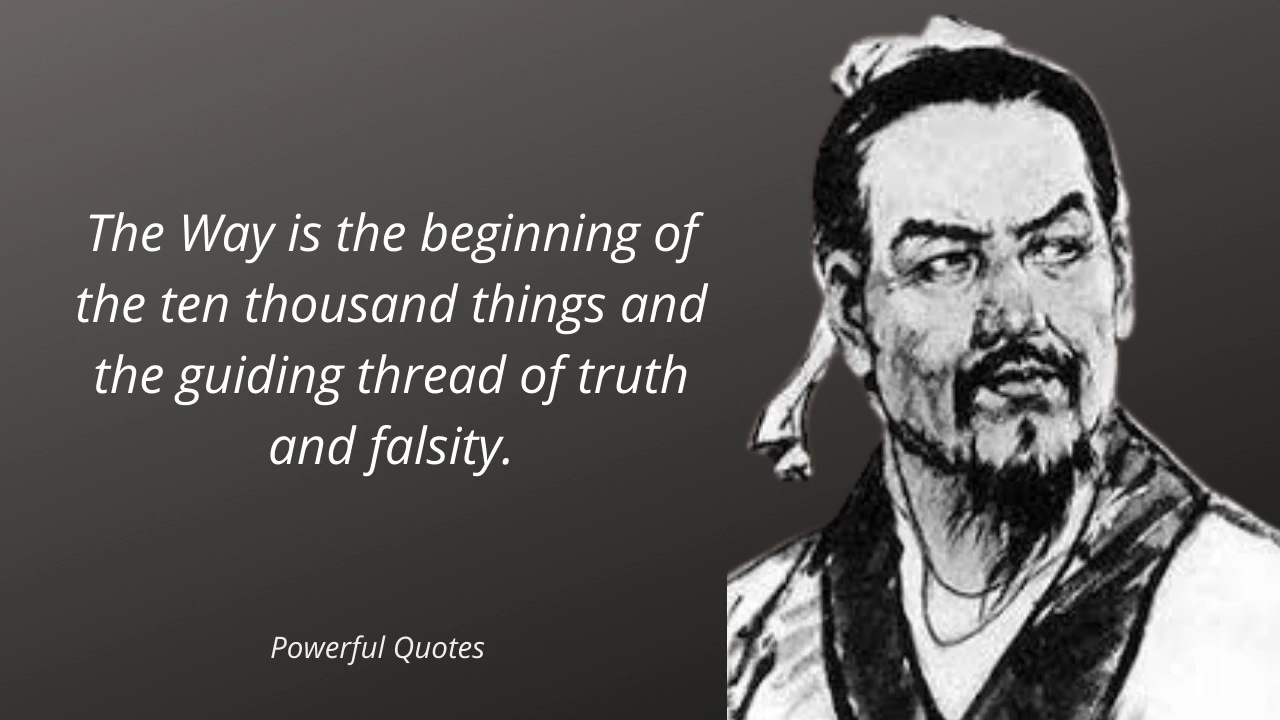 The Way is the beginning of
the ten thousand things and
the guiding thread of truth
and falsity.
Powerful Quotes